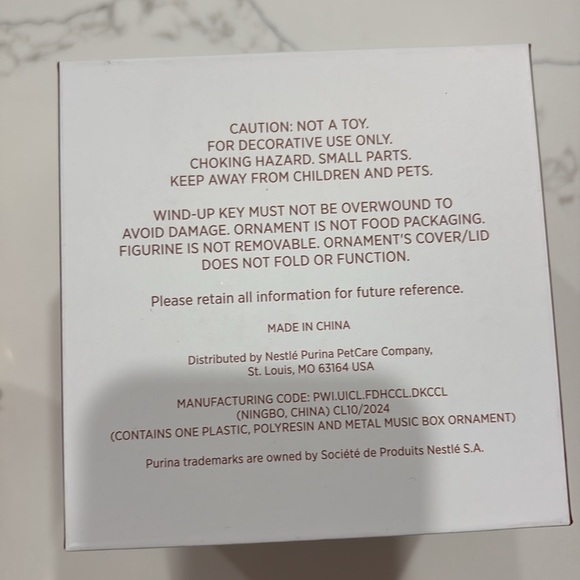 CAUTION: NOT A TOY.
FOR DECORATIVE USE ONLY.
CHOKING HAZARD. SMALL PARTS.
KEEP AWAY FROM CHILDREN AND PETS.
WIND-UP KEY MUST NOT BE OVERWOUND TO
AVOID DAMAGE. ORNAMENT IS NOT FOOD PACKAGING.
FIGURINE IS NOT REMOVABLE. ORNAMENT'S COVER/LID
DOES NOT FOLD OR FUNCTION.
Please retain all information for future reference.
MADE IN CHINA
Distributed by Nestlé Purina PetCare Company,
St. Louis, MO 63164 USA
MANUFACTURING CODE: PWI.UICL.FDHCCL.DKCCL
(NINGBO, CHINA) CL10/2024
(CONTAINS ONE PLASTIC, POLYRESIN AND METAL MUSIC BOX ORNAMENT)
Purina trademarks are owned by Société de Produits Nestlé S.A.